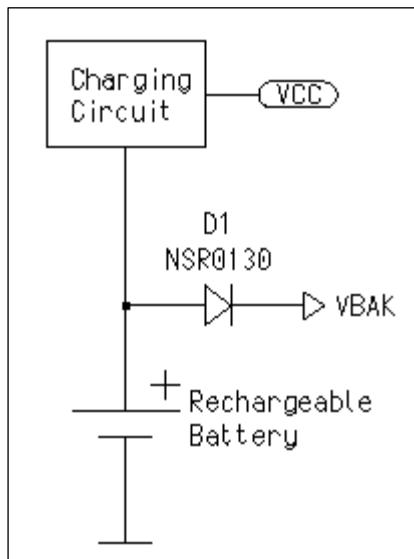 Charging
Circuit
VCC
D1
NSR0130
VBAK
+
Rechargeable
Battery